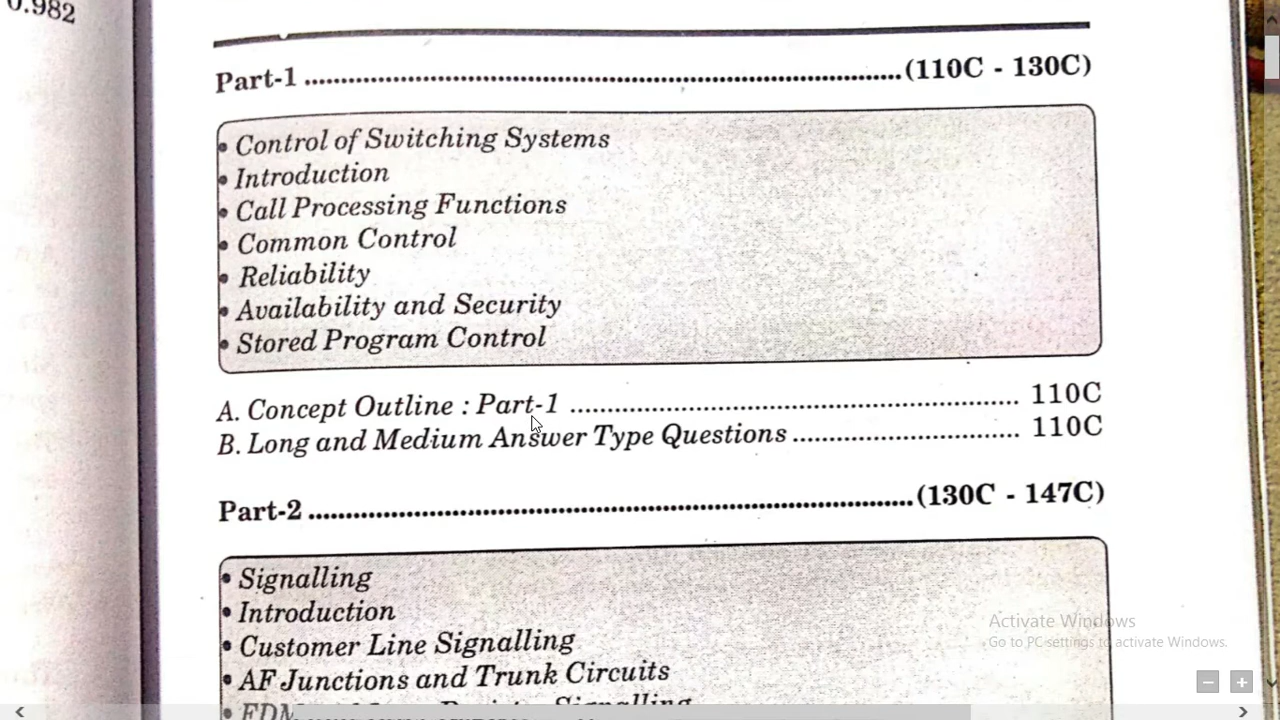 0.982
Part-1 ................................................................................(110C - 130C)
• Control of Switching Systems
• Introduction
• Call Processing Functions
• Common Control
• Reliability
• Availability and Security
• Stored Program Control
A. Concept Outline : Part-1 ............................................................ 110C
B. Long and Medium Answer Type Questions .............................. 110C
Part-2 ................................................................................(130C - 147C)
• Signalling
• Introduction
• Customer Line Signalling
• AF Junctions and Trunk Circuits
• FDM Signalling
Activate Windows
Go to PC settings to activate Windows.